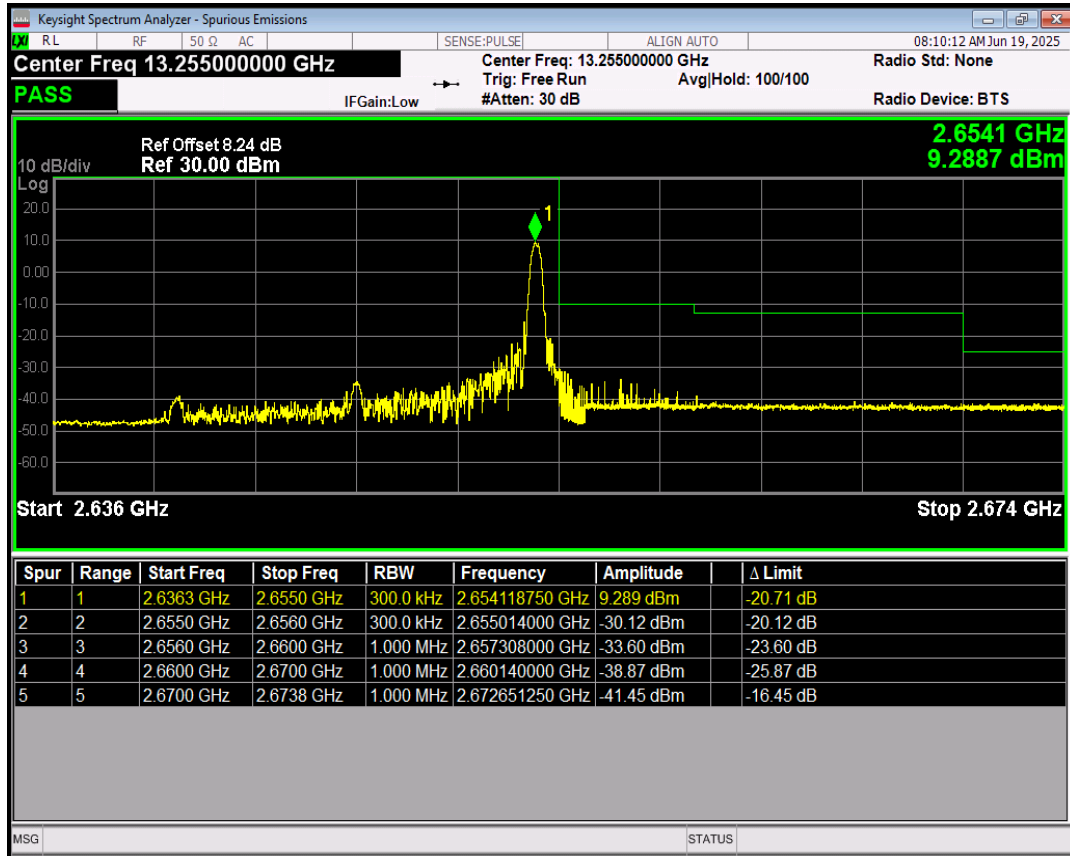 Keysight Spectrum Analyzer - Spurious Emissions
LXI RL RF 50 Ω AC SENSE:PULSE ALIGN AUTO 08:10:12 AM Jun 19, 2025
Center Freq 13.255000000 GHz Center Freq: 13.255000000 GHz Radio Std: None
Trig: Free Run Avg|Hold: 100/100
PASS IFGain:Low #Atten: 30 dB Radio Device: BTS
2.6541 GHz
Ref Offset 8.24 dB
9.2887 dBm
10 dB/div Ref 30.00 dBm
Log
20.0
1
10.0
0.00
-10.0
-20.0
-30.0
-40.0
-50.0
-60.0
Start 2.636 GHz Stop 2.674 GHz
Spur Range Start Freq Stop Freq RBW Frequency Amplitude Δ Limit
1 1 2.6363 GHz 2.6550 GHz 300.0 kHz 2.654118750 GHz 9.289 dBm -20.71 dB
2 2 2.6550 GHz 2.6560 GHz 300.0 kHz 2.655014000 GHz -30.12 dBm -20.12 dB
3 3 2.6560 GHz 2.6600 GHz 1.000 MHz 2.657308000 GHz -33.60 dBm -23.60 dB
4 4 2.6600 GHz 2.6700 GHz 1.000 MHz 2.660140000 GHz -38.87 dBm -25.87 dB
5 5 2.6700 GHz 2.6738 GHz 1.000 MHz 2.672651250 GHz -41.45 dBm -16.45 dB
MSG STATUS